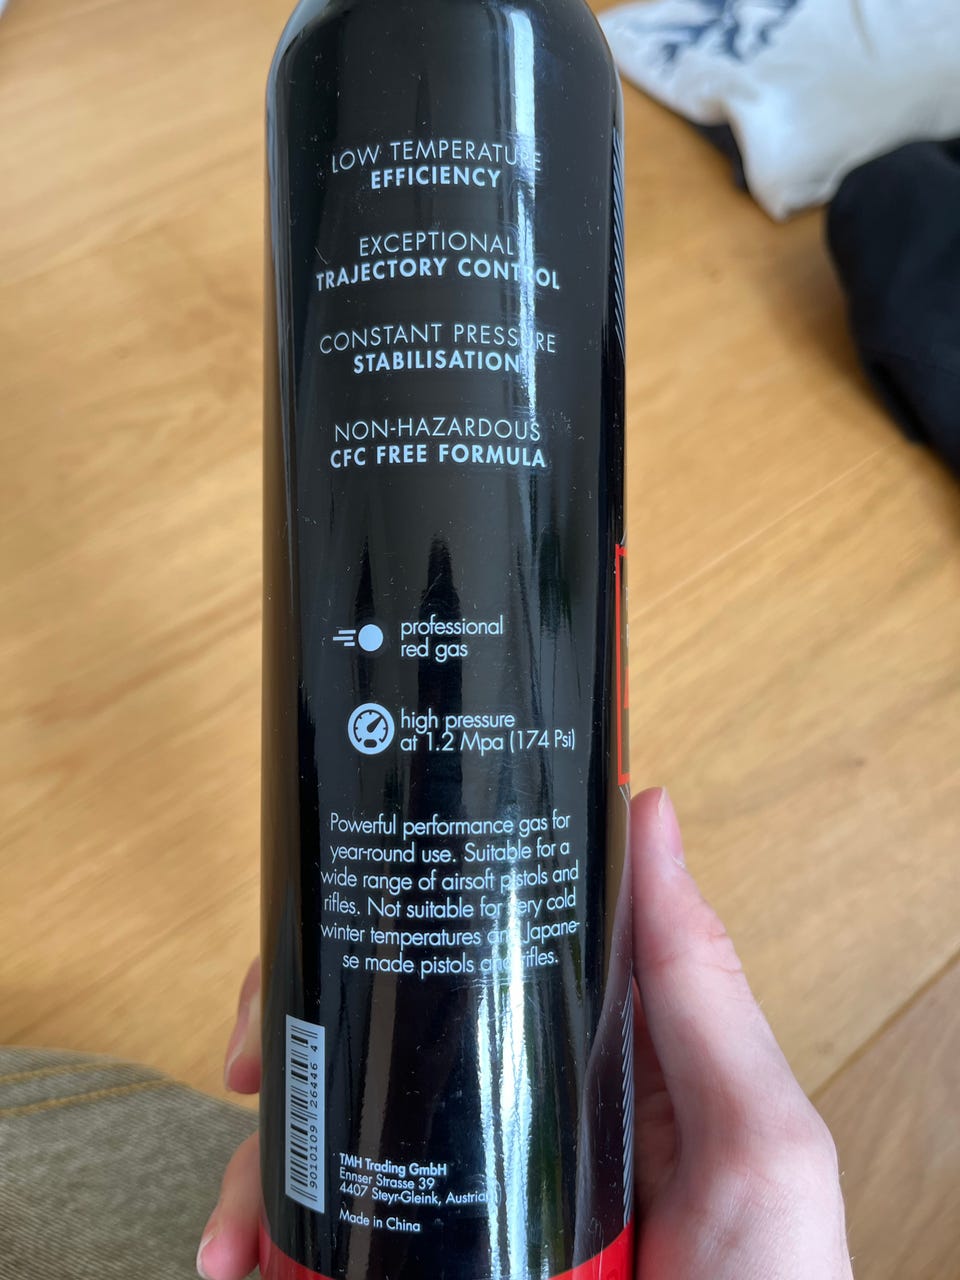 LOW TEMPERATURE
EFFICIENCY
EXCEPTIONAL
TRAJECTORY CONTROL
CONSTANT PRESSURE
STABILISATION
NON-HAZARDOUS
CFC FREE FORMULA
professional
red gas
high pressure
at 1.2 Mpa (174 Psi)
Powerful performance gas for
year-round use. Suitable for a
wide range of airsoft pistols and
rifles. Not suitable for very cold
winter temperatures and Japane-
se made pistols and rifles.
9010109 26446 4
TMH Trading GmbH
Ennser Strasse 39
4407 Steyr-Gleink, Austria
Made in China